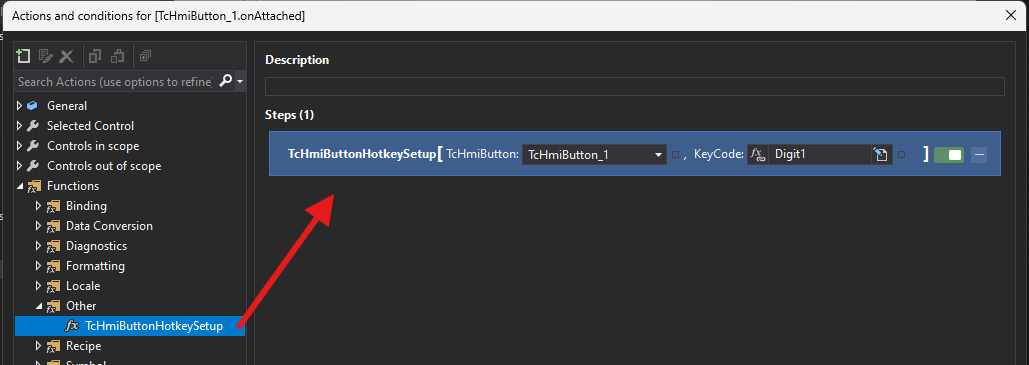 Actions and conditions for [TcHmiButton_1.onAttached]
Search Actions (use options to refine
General
Selected Control
Controls in scope
Controls out of scope
Functions
Binding
Data Conversion
Diagnostics
Formatting
Locale
Other
fx TcHmiButtonHotkeySetup
Recipe
Description
Steps (1)
TcHmiButtonHotkeySetup[ TcHmiButton: TcHmiButton_1 , KeyCode: Digit1 ]